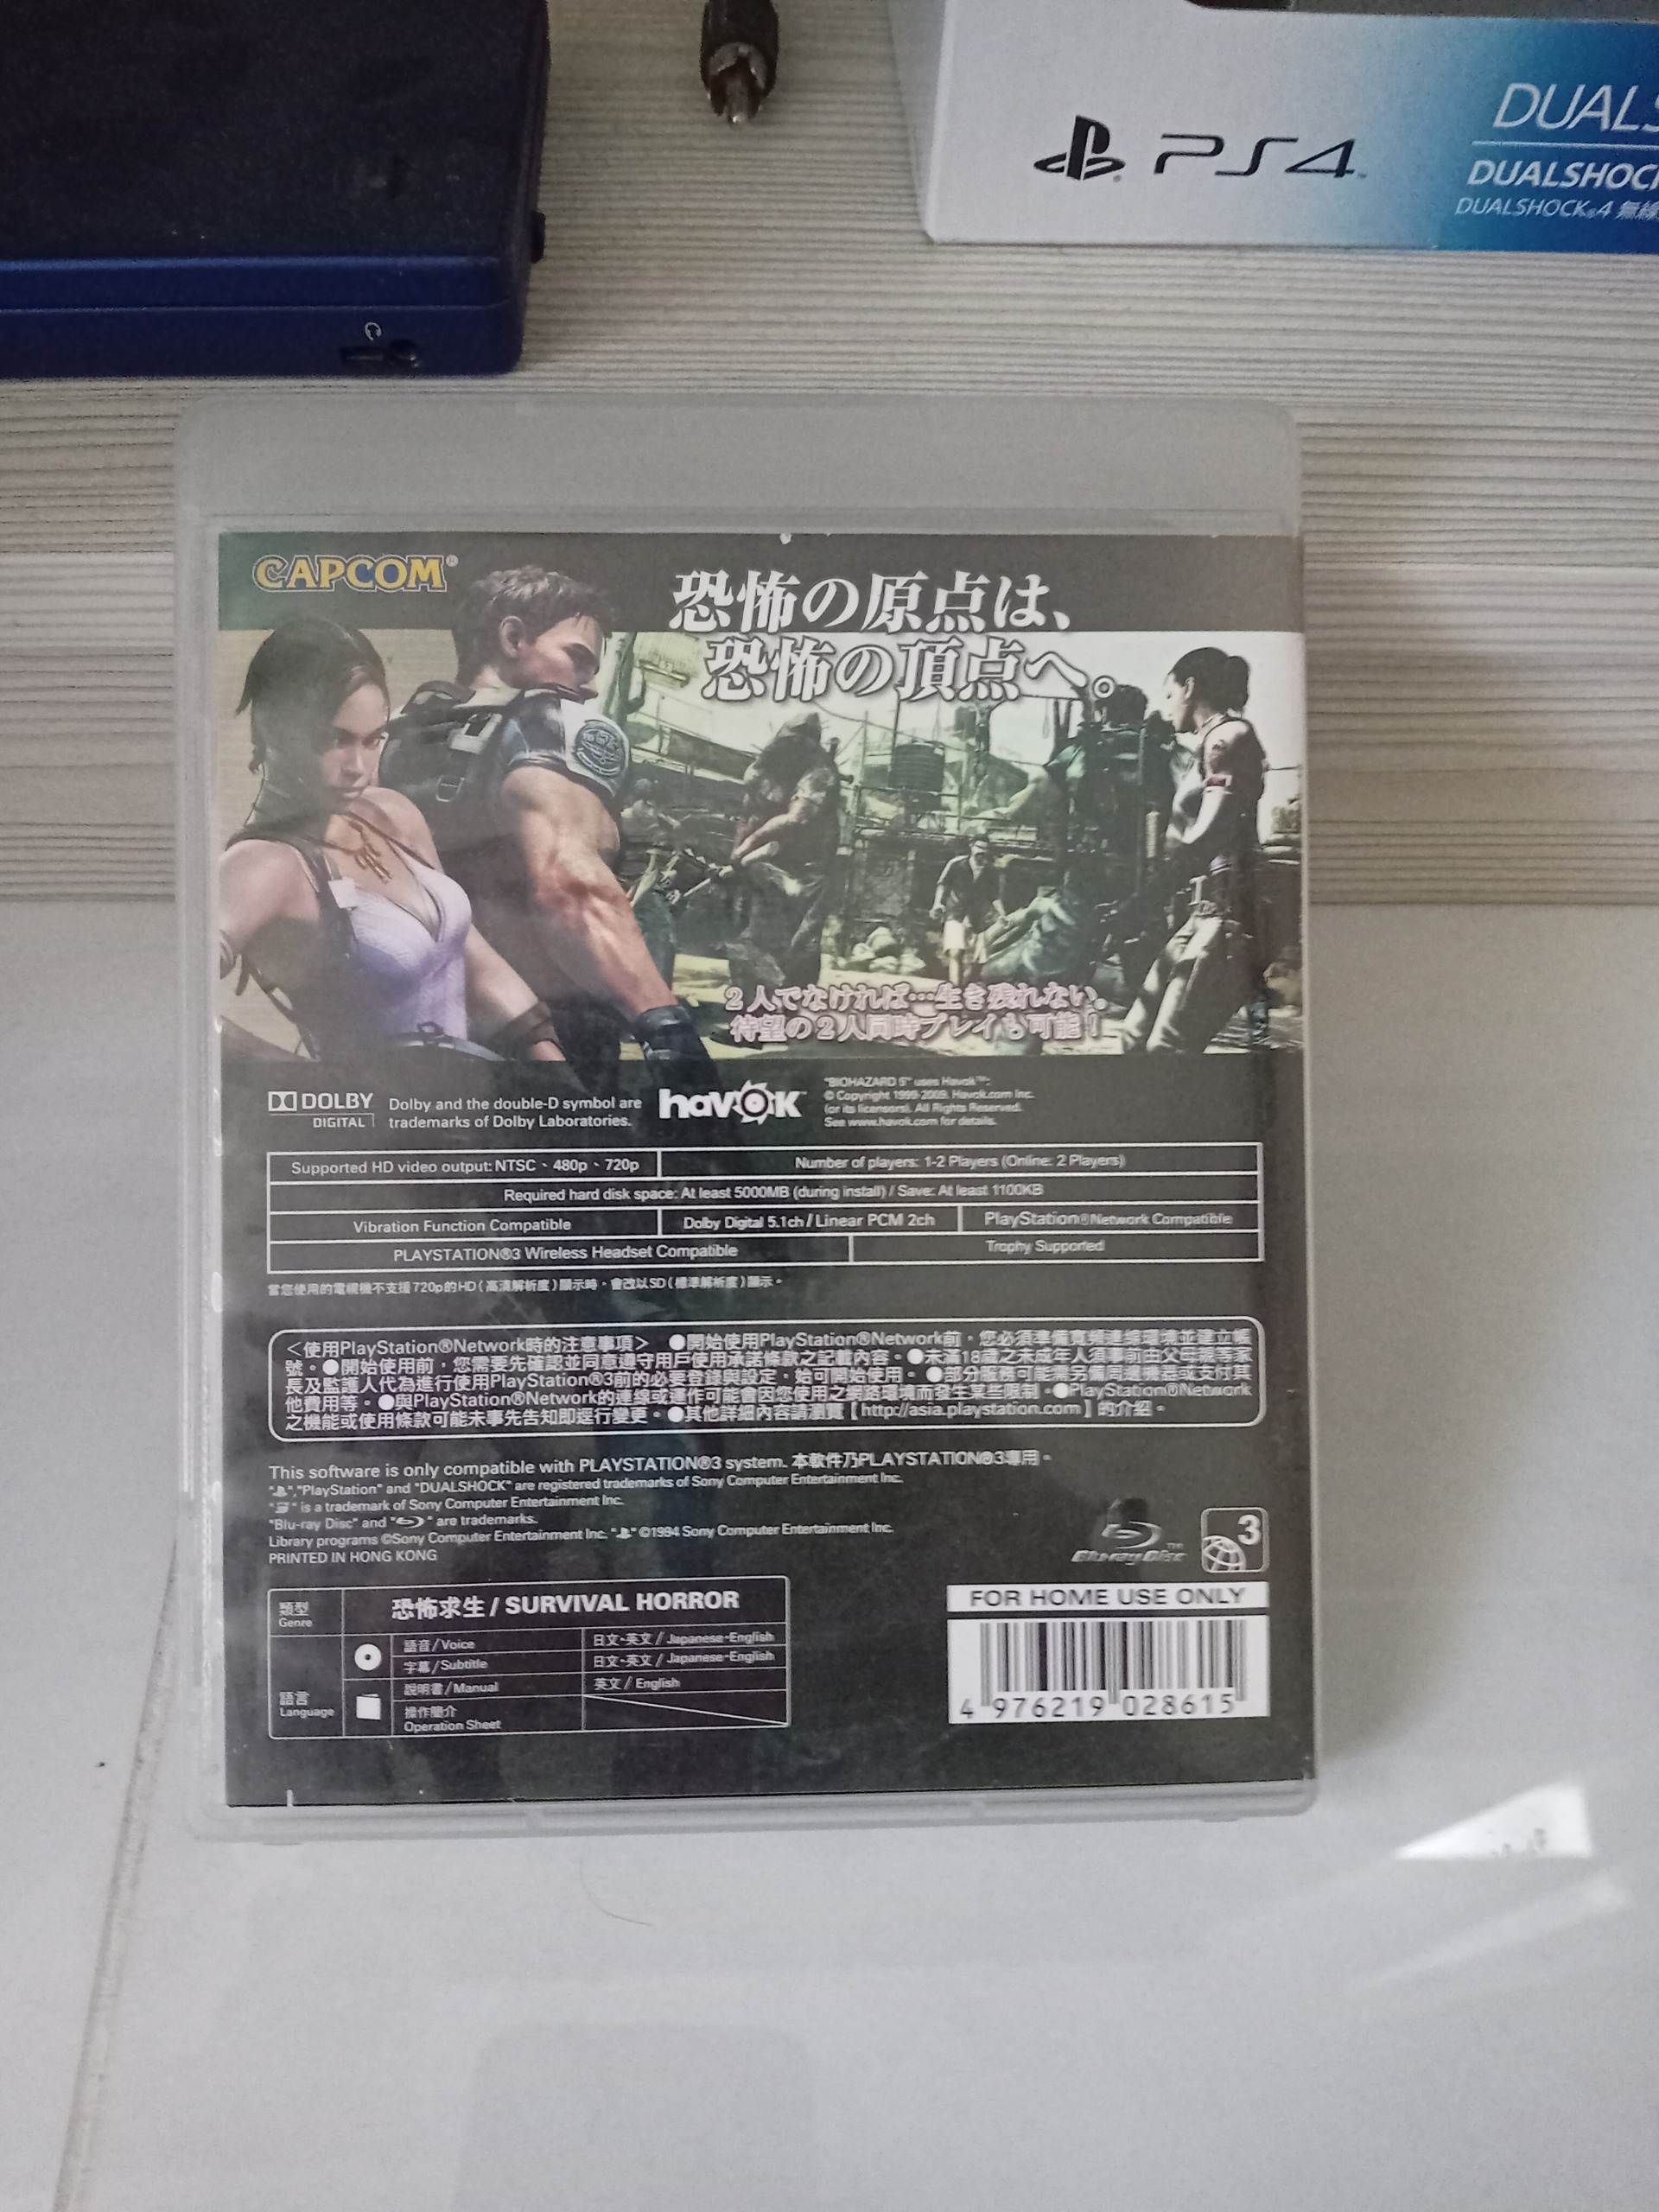 PS4
DUALS
DUALSHOCK
DUALSHOCK®4 無線
CAPCOM®
恐怖の原点は、
恐怖の頂点へ。
2人でなければ…生き残れない。
待望の2人同時プレイも可能!
DOLBY
DIGITAL
Dolby and the double-D symbol are
trademarks of Dolby Laboratories.
havok
"BIOHAZARD 5" uses Havok™:
© Copyright 1999-2009. Havok.com Inc.
(or its licensors). All Rights Reserved.
See www.havok.com for details.
Supported HD video output: NTSC、480p、720p
Number of players: 1-2 Players (Online: 2 Players)
Required hard disk space: At least 5000MB (during install) / Save: At least 1100KB
Vibration Function Compatible
Dolby Digital 5.1ch / Linear PCM 2ch
PlayStation®Network Compatible
PLAYSTATION®3 Wireless Headset Compatible
Trophy Supported
當您使用的電視機不支援720p的HD(高清解析度)顯示時,會改以SD(標準解析度)顯示。
<使用PlayStation®Network時的注意事項> ●開始使用PlayStation®Network前,您必須準備寬頻連線環境並建立帳
號。●開始使用前,您需要先確認並同意遵守用戶使用承諾條款之記載內容。●未滿18歲之未成年人須事前由父母親等家
長及監護人代為進行使用PlayStation®3前的必要登錄與設定,始可開始使用。●部分服務可能需另備周邊機器或支付其
他費用等。●與PlayStation®Network的連線或運作可能會因您使用之網路環境而發生某些限制。●PlayStation®Network
之機能或使用條款可能未事先告知即逕行變更。●其他詳細內容請瀏覽【http://asia.playstation.com】的介紹。
This software is only compatible with PLAYSTATION®3 system. 本軟件乃PLAYSTATION®3專用。
"", "PlayStation" and "DUALSHOCK" are registered trademarks of Sony Computer Entertainment Inc.
"" is a trademark of Sony Computer Entertainment Inc.
"Blu-ray Disc" and "" are trademarks.
Library programs ©Sony Computer Entertainment Inc. "" ©1994 Sony Computer Entertainment Inc.
PRINTED IN HONG KONG
Blu-ray Disc™
3
類型
Genre
恐怖求生 / SURVIVAL HORROR
語言
Language
語音/Voice
日文・英文 / Japanese・English
字幕/Subtitle
日文・英文 / Japanese・English
說明書/Manual
英文 / English
操作簡介
Operation Sheet
FOR HOME USE ONLY
4 976219 028615